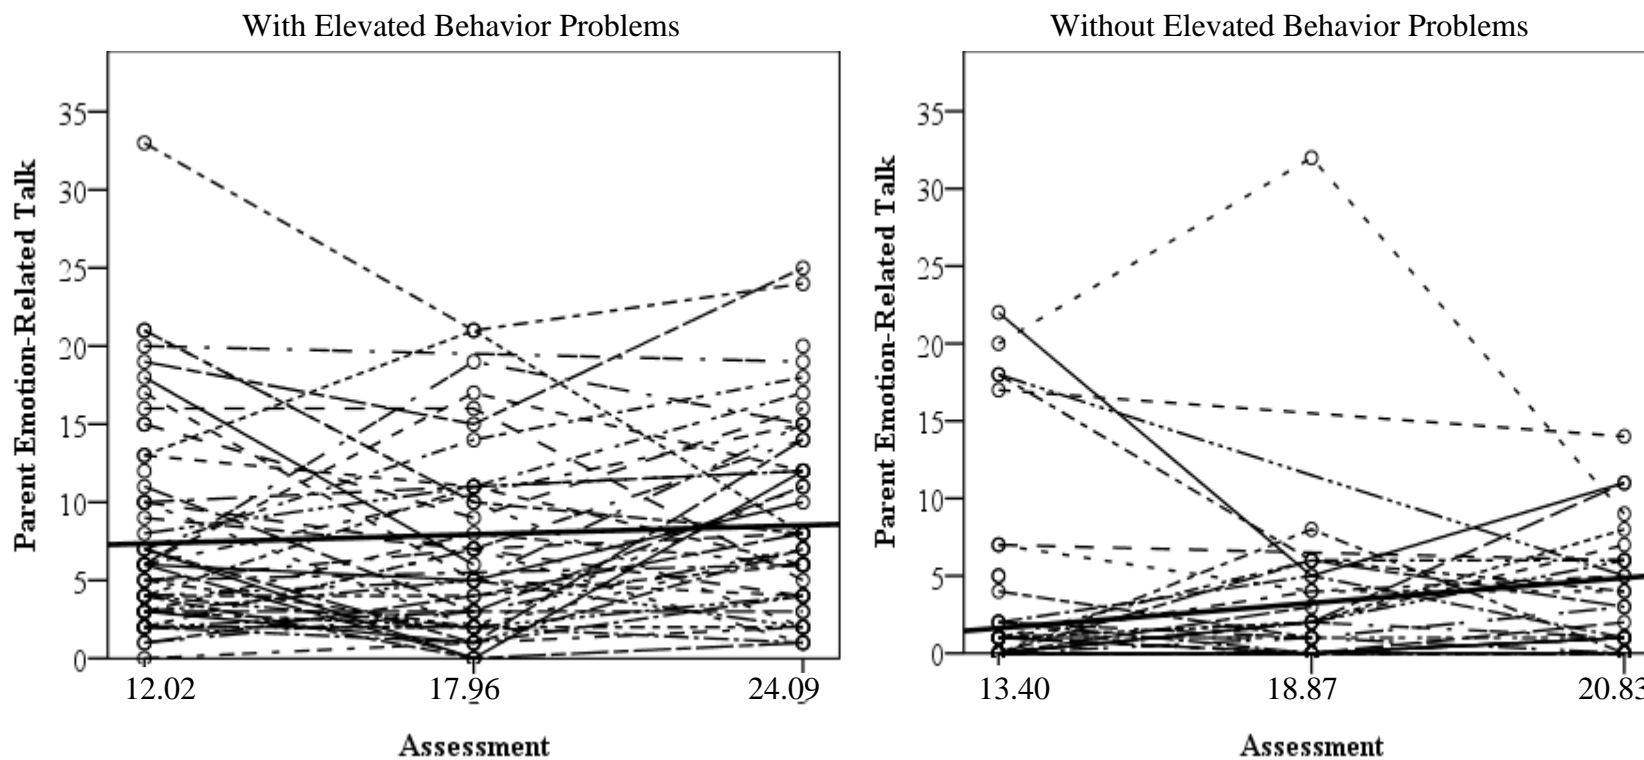 With Elevated Behavior Problems
Parent Emotion-Related Talk
35
30
25
20
15
10
5
0
12.02 17.96 24.09
Assessment
Without Elevated Behavior Problems
Parent Emotion-Related Talk
35
30
25
20
15
10
5
0
13.40 18.87 20.83
Assessment